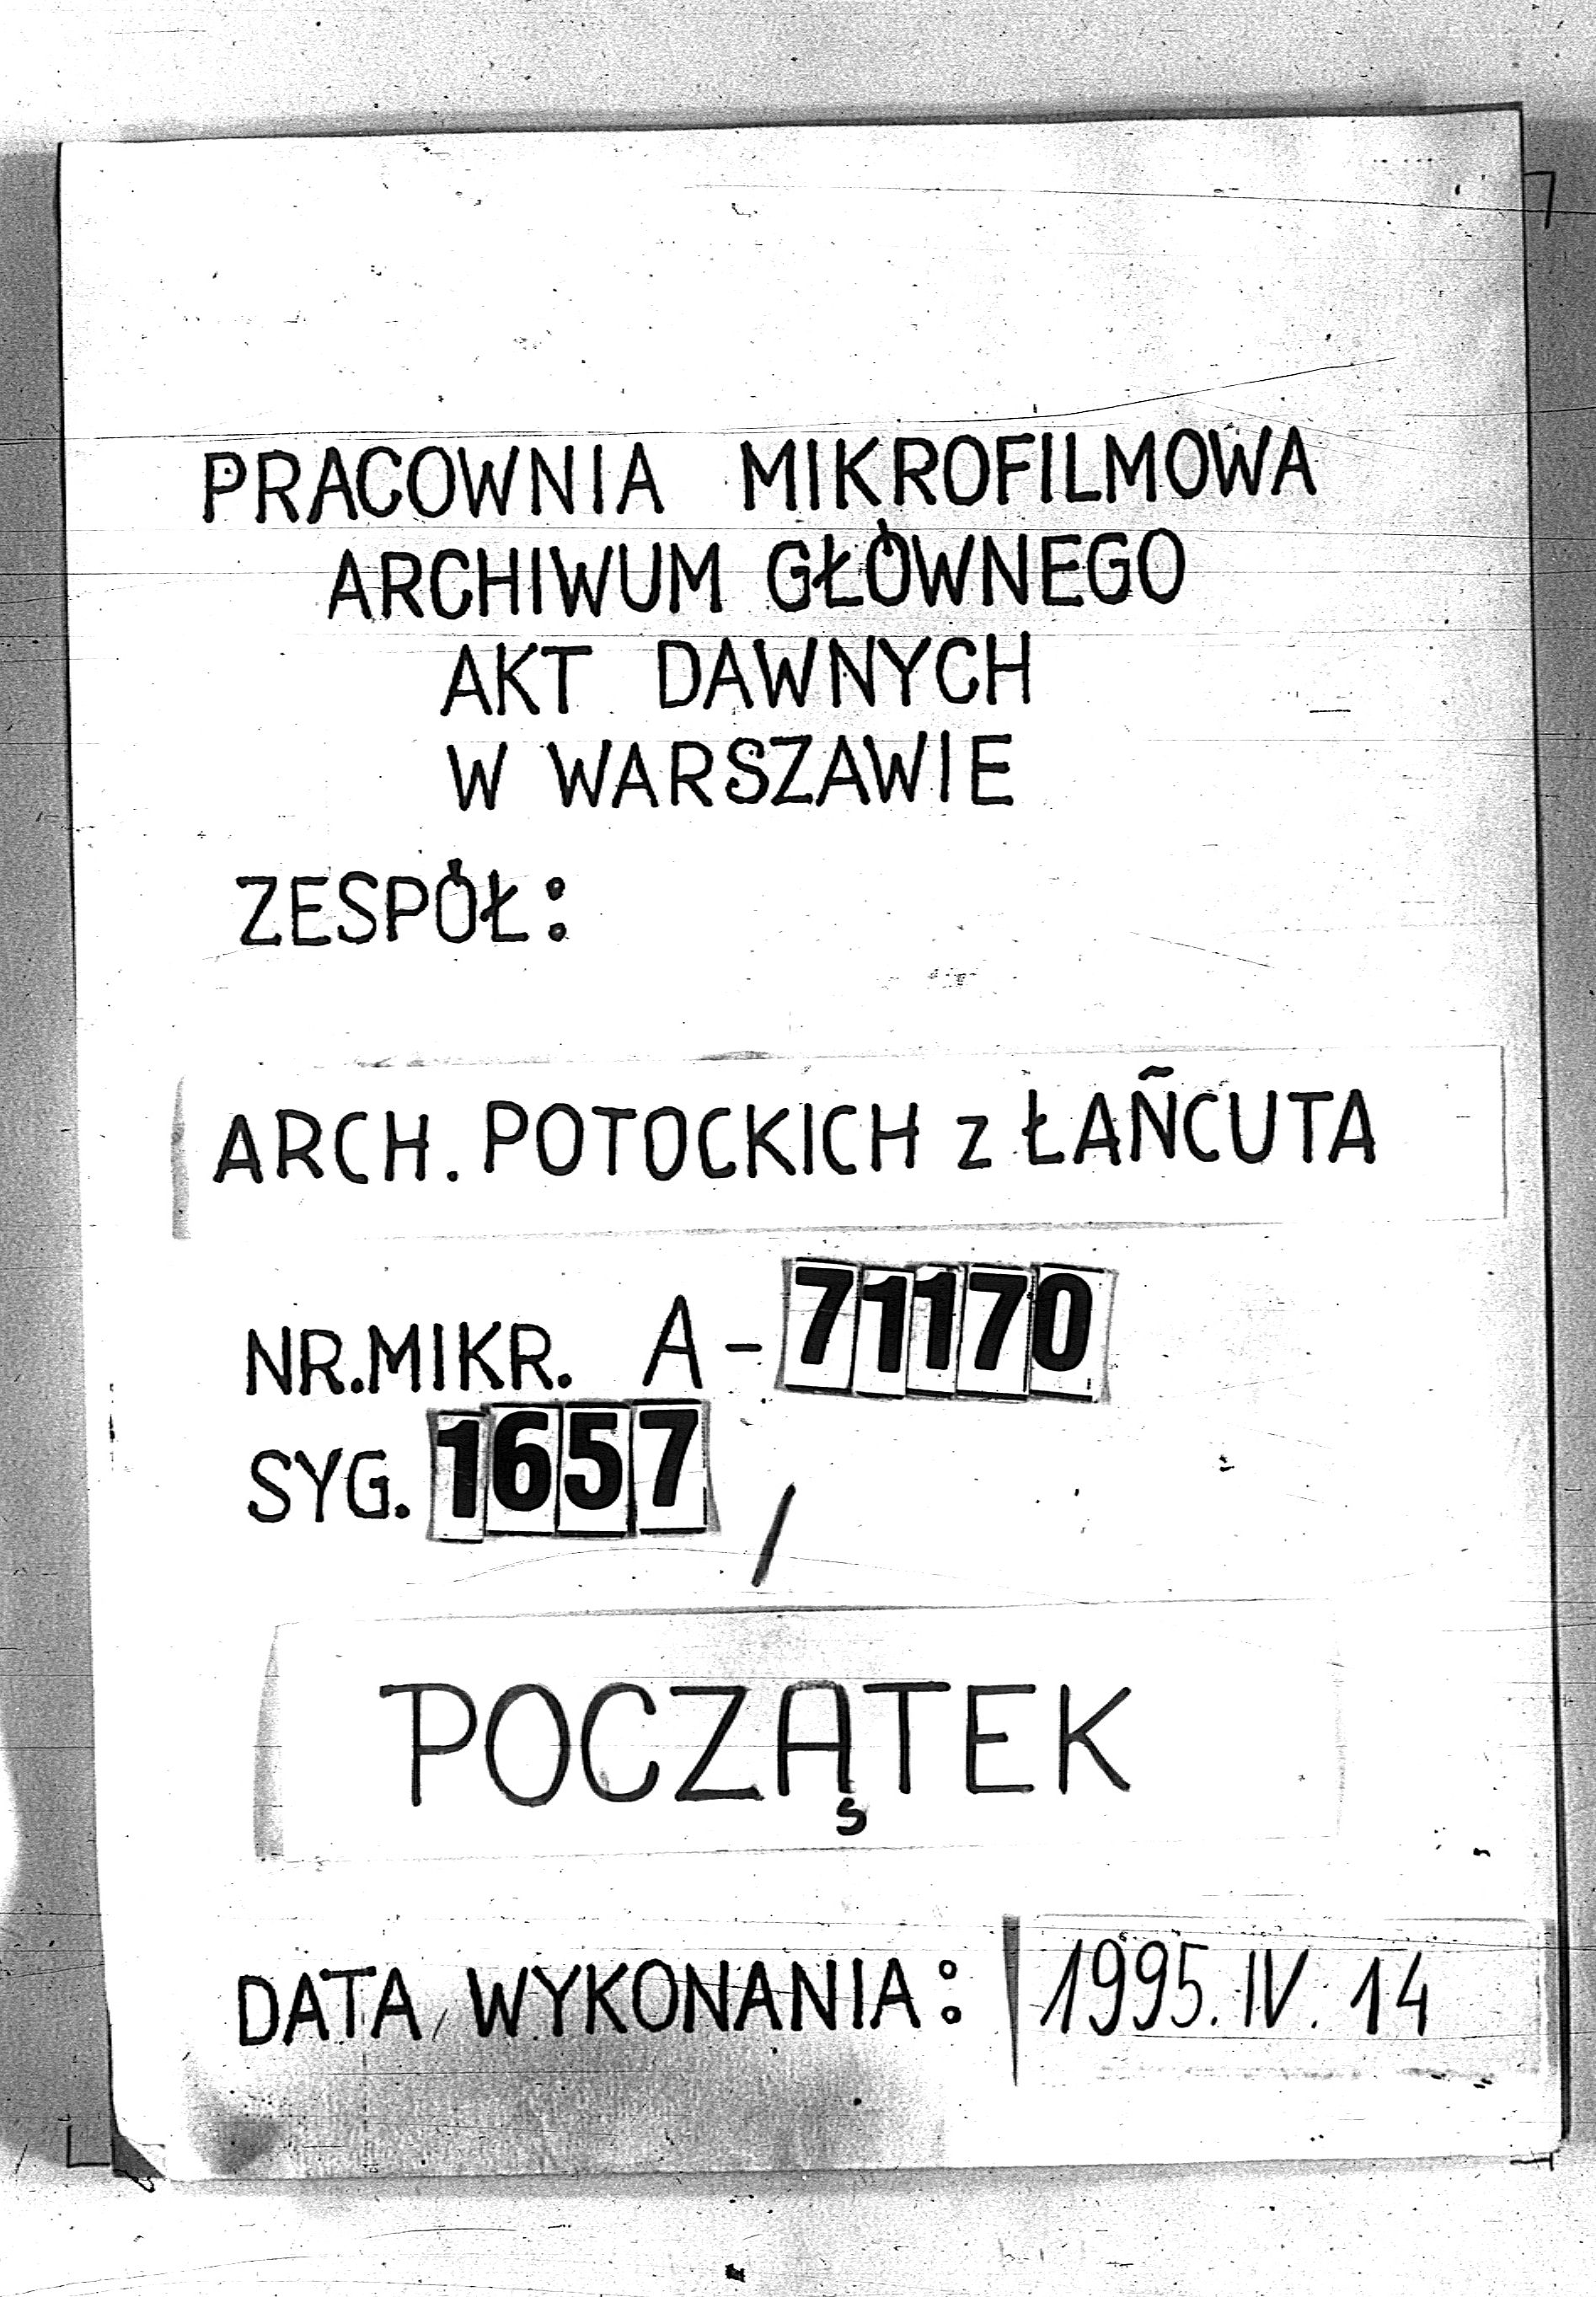 PRACOWNIA MIKROFILMOWA
ARCHIWUM GŁÓWNEGO
AKT DAWNYCH
W WARSZAWIE
ZESPÓŁ:
ARCH. POTOCKICH z ŁAŃCUTA
NR.MIKR. A-71170
SYG. 1657 /
POCZĄTEK
DATA WYKONANIA: 1995.IV.14